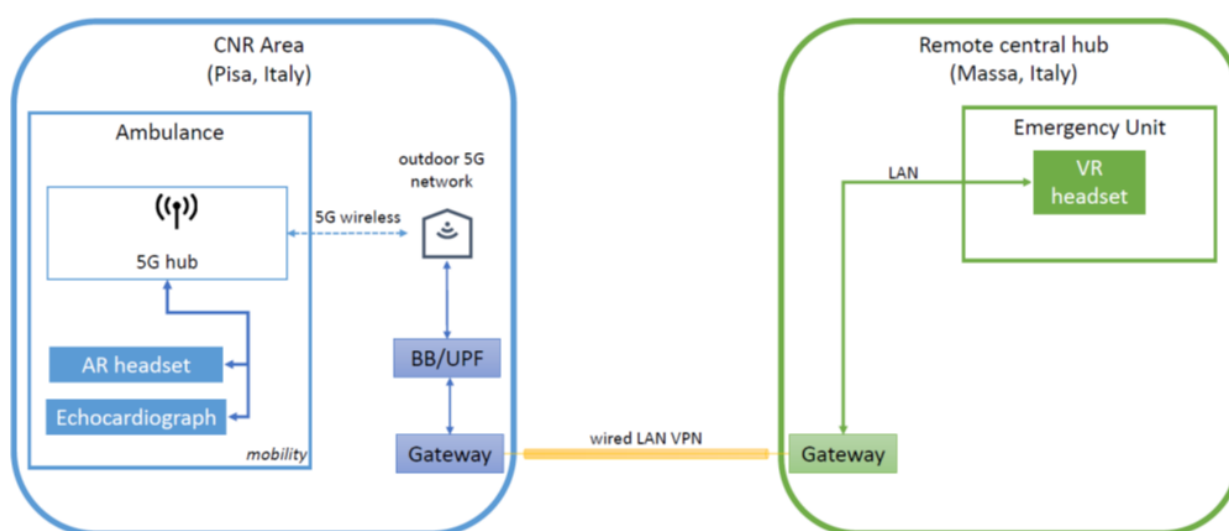 CNR Area
(Pisa, Italy)
Ambulance
5G hub
AR headset
Echocardiograph
mobility
5G wireless
outdoor 5G
network
BB/UPF
Gateway
wired LAN VPN
Remote central hub
(Massa, Italy)
Emergency Unit
VR
headset
LAN
Gateway